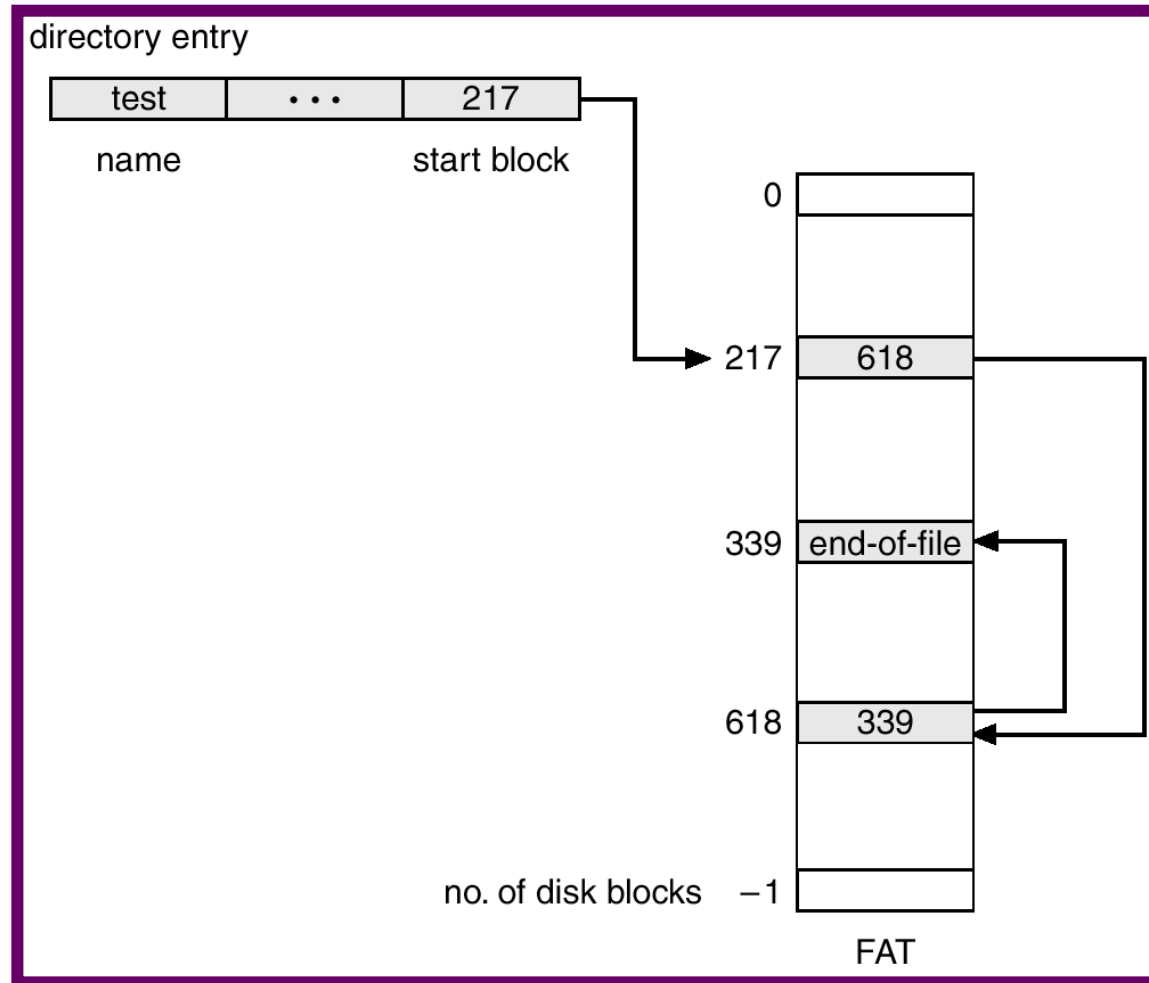 directory entry
test ... 217
name start block
0
217 618
339 end-of-file
618 339
no. of disk blocks –1
FAT